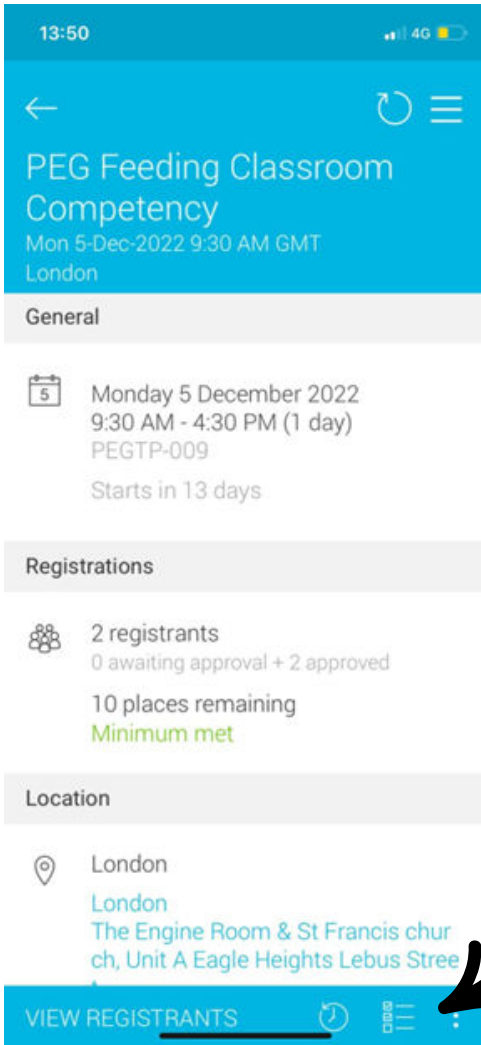 13:50
4G
PEG Feeding Classroom
Competency
Mon 5-Dec-2022 9:30 AM GMT
London
General
5
Monday 5 December 2022
9:30 AM - 4:30 PM (1 day)
PEGTP-009
Starts in 13 days
Registrations
2 registrants
0 awaiting approval + 2 approved
10 places remaining
Minimum met
Location
London
London
The Engine Room & St Francis chur
ch, Unit A Eagle Heights Lebus Stree
VIEW REGISTRANTS